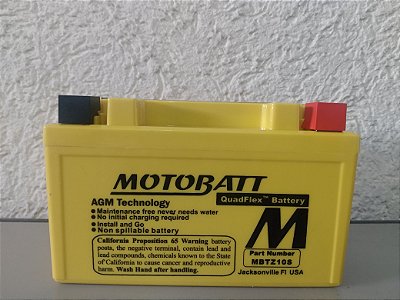 MOTOBATT
QuadFlex™ Battery
AGM Technology
Maintenance free never needs water
No initial charging required
Install and Go
Non spillable battery
M
Part Number
MBTZ10S
Jacksonville Fl USA
California Proposition 65 Warning battery
posts, the negative terminal, contain lead and
lead compounds, chemicals known to the State
of California to cause cancer and reproductive
harm. Wash Hand after handling.